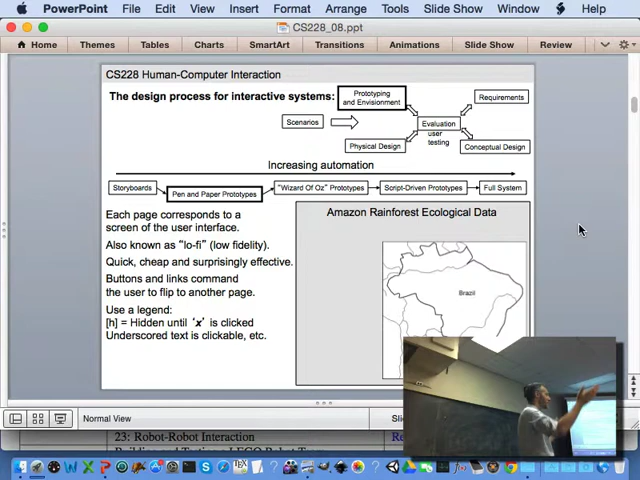 PowerPoint File Edit View Insert Format Arrange Tools Slide Show Window Help
CS228_08.ppt
Home Themes Tables Charts SmartArt Transitions Animations Slide Show Review
CS228 Human-Computer Interaction
The design process for interactive systems:
Prototyping
and Envisionment
Requirements
Scenarios
Evaluation
user
testing
Physical Design
Conceptual Design
Increasing automation
Storyboards
Pen and Paper Prototypes
"Wizard Of Oz" Prototypes
Script-Driven Prototypes
Full System
Each page corresponds to a
screen of the user interface.
Also known as "lo-fi" (low fidelity).
Quick, cheap and surprisingly effective.
Buttons and links command
the user to flip to another page.
Use a legend:
[h] = Hidden until 'x' is clicked
Underscored text is clickable, etc.
Amazon Rainforest Ecological Data
Brazil
Normal View
23: Robot-Robot Interaction